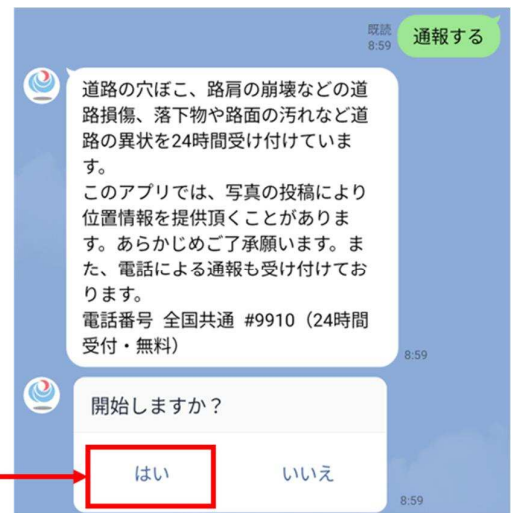 既読
8:59
通報する
道路の穴ぼこ、路肩の崩壊などの道
路損傷、落下物や路面の汚れなど道
路の異状を24時間受け付けていま
す。
このアプリでは、写真の投稿により
位置情報を提供頂くことがありま
す。あらかじめご了承願います。ま
た、電話による通報も受け付けてお
ります。
電話番号 全国共通 #9910（24時間
受付・無料）
8:59
開始しますか？
はい いいえ
8:59